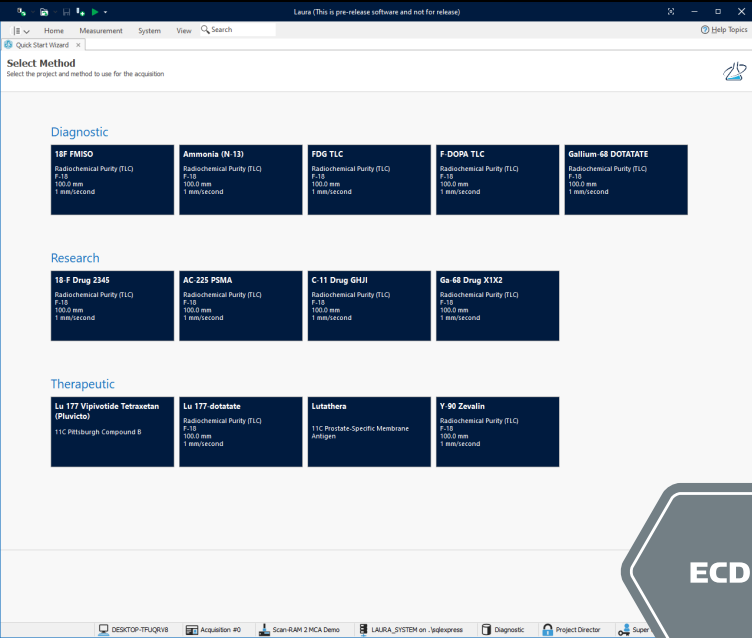 Laura (This is pre-release software and not for release)
Home Measurement System View Search Help Topics
Quick Start Wizard
Select Method
Select the project and method to use for the acquisition
Diagnostic
18F FMISO
Radiochemical Purity (TLC)
F-18
100.0 mm
1 mm/second
Ammonia (N-13)
Radiochemical Purity (TLC)
F-18
100.0 mm
1 mm/second
FDG TLC
Radiochemical Purity (TLC)
F-18
100.0 mm
1 mm/second
F-DOPA TLC
Radiochemical Purity (TLC)
F-18
100.0 mm
1 mm/second
Gallium-68 DOTATATE
Radiochemical Purity (TLC)
F-18
100.0 mm
1 mm/second
Research
18-F Drug 2345
Radiochemical Purity (TLC)
F-18
100.0 mm
1 mm/second
AC-225 PSMA
Radiochemical Purity (TLC)
F-18
100.0 mm
1 mm/second
C-11 Drug GHJI
Radiochemical Purity (TLC)
F-18
100.0 mm
1 mm/second
Ga-68 Drug X1X2
Radiochemical Purity (TLC)
F-18
100.0 mm
1 mm/second
Therapeutic
Lu 177 Vipivotide Tetraxetan
(Pluvicto)
11C Pittsburgh Compound B
Lu 177-dotatate
Radiochemical Purity (TLC)
F-18
100.0 mm
1 mm/second
Lutathera
11C Prostate-Specific Membrane
Antigen
Y-90 Zevalin
Radiochemical Purity (TLC)
F-18
100.0 mm
1 mm/second
ECD
DESKTOP-TFUQRV8 Acquisition #0 Scan-RAM 2 MCA Demo LAURA_SYSTEM on .\sqlexpress Diagnostic Project Director Super